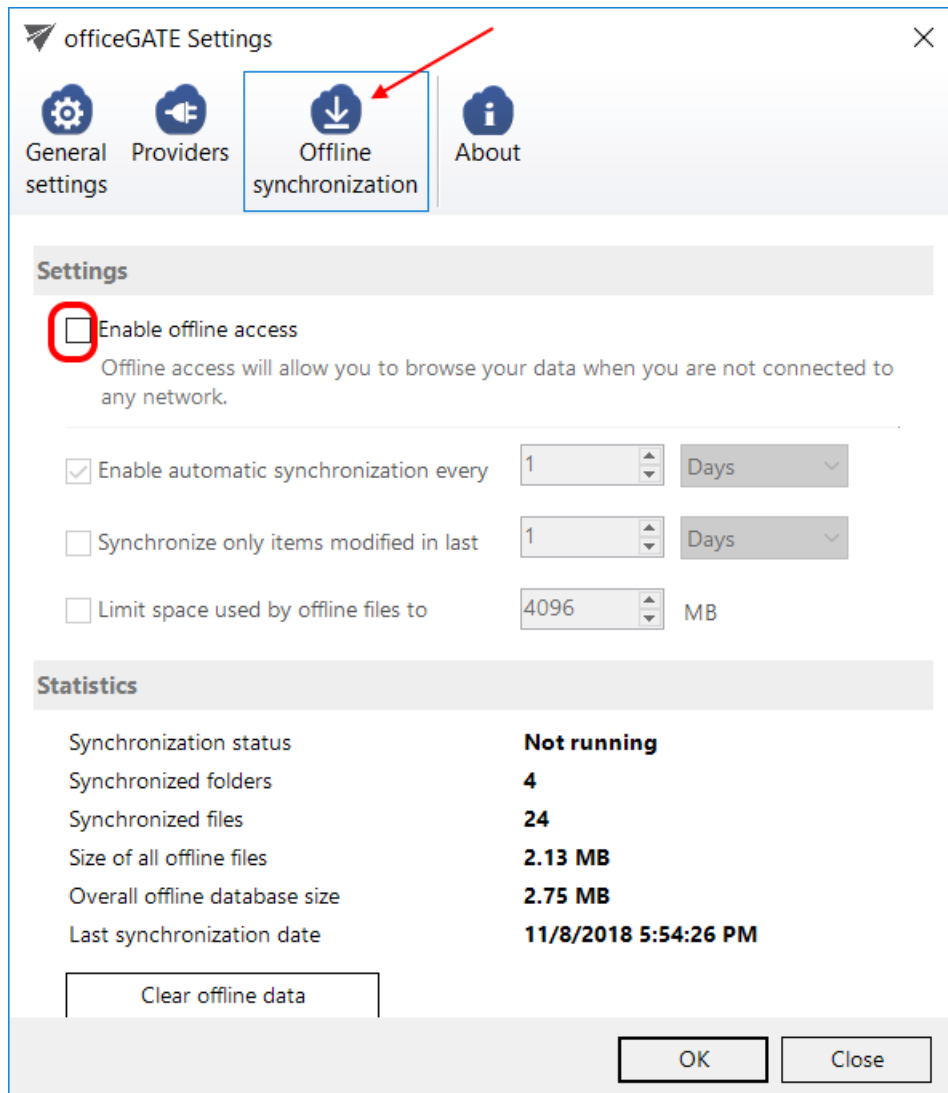 officeGATE Settings
General
settings
Providers
Offline
synchronization
About
Settings
Enable offline access
Offline access will allow you to browse your data when you are not connected to
any network.
Enable automatic synchronization every 1 Days
Synchronize only items modified in last 1 Days
Limit space used by offline files to 4096 MB
Statistics
Synchronization status Not running
Synchronized folders 4
Synchronized files 24
Size of all offline files 2.13 MB
Overall offline database size 2.75 MB
Last synchronization date 11/8/2018 5:54:26 PM
Clear offline data
OK Close